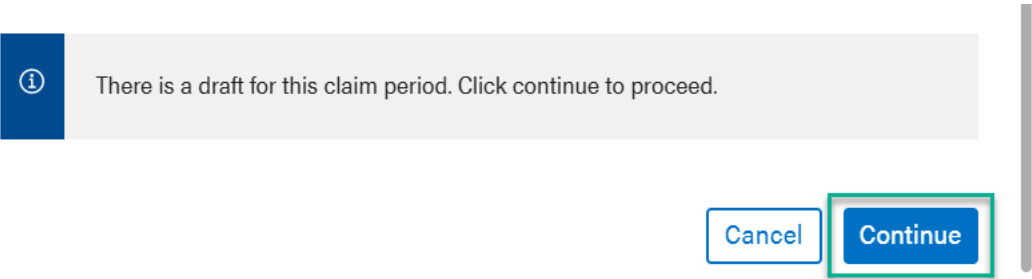 There is a draft for this claim period. Click continue to proceed.
Cancel
Continue